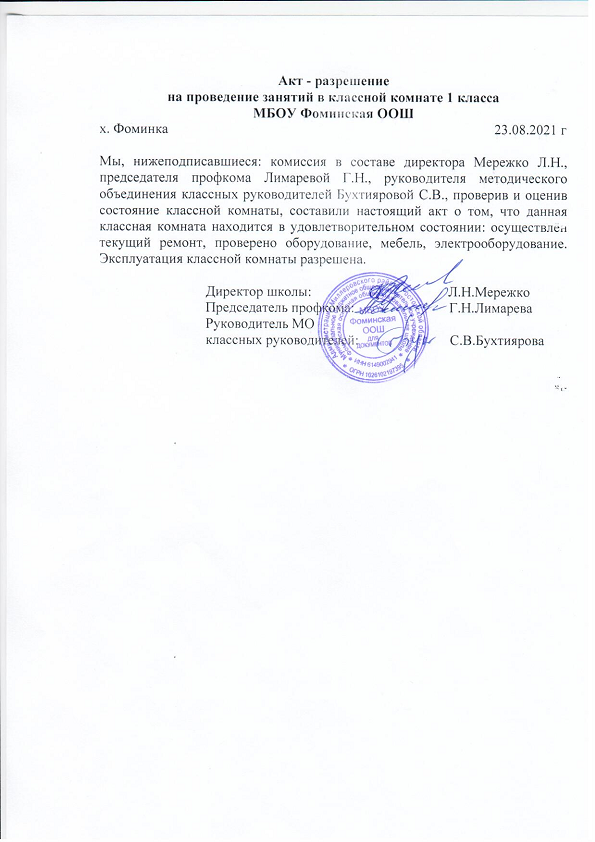 Акт - разрешение
на проведение занятий в классной комнате 1 класса
МБОУ Фоминская ООШ
х. Фоминка 23.08.2021 г
Мы, нижеподписавшиеся: комиссия в составе директора Мережко Л.Н.,
председателя профкома Лимаревой Г.Н., руководителя методического
объединения классных руководителей Бухтияровой С.В., проверив и оценив
состояние классной комнаты, составили настоящий акт о том, что данная
классная комната находится в удовлетворительном состоянии: осуществлен
текущий ремонт, проверено оборудование, мебель, электрооборудование.
Эксплуатация классной комнаты разрешена.
Директор школы: Л.Н.Мережко
Председатель профкома: Г.Н.Лимарева
Руководитель МО
классных руководителей: С.В.Бухтиярова
Фоминская
ООШ
для
документов